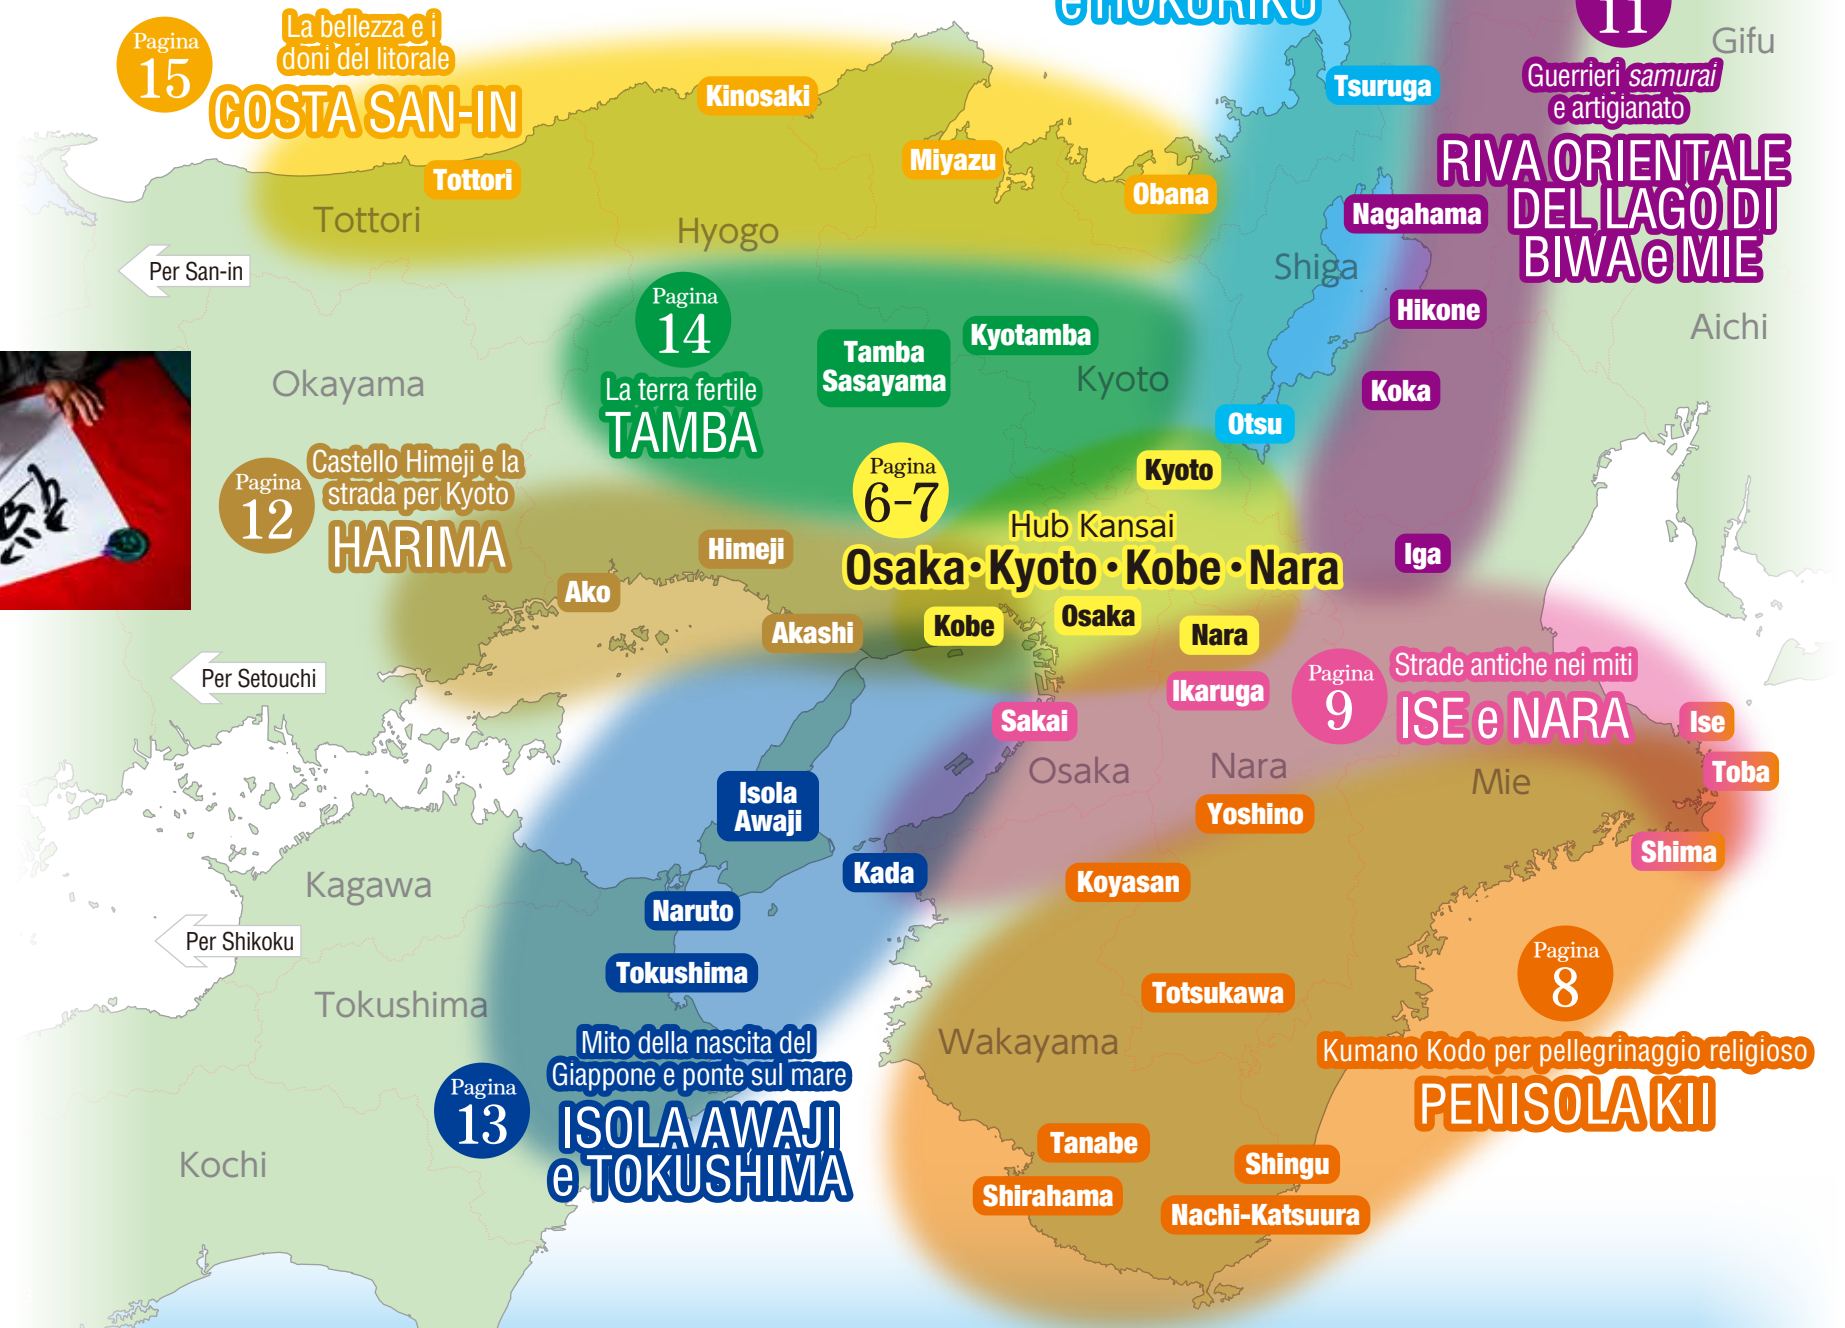 e HOKURIKU
Pagina
11
Gifu
Guerrieri samurai
e artigianato
RIVA ORIENTALE
DEL LAGO DI
BIWA e MIE
Pagina
15
La bellezza e i
doni del litorale
COSTA SAN-IN
Kinosaki
Tsuruga
Miyazu
Tottori
Obana
Nagahama
Tottori
Hyogo
Shiga
Per San-in
Hikone
Aichi
Pagina
14
La terra fertile
TAMBA
Tamba
Sasayama
Kyotamba
Kyoto
Okayama
Koka
Otsu
Pagina
12
Castello Himeji e la
strada per Kyoto
HARIMA
Pagina
6-7
Kyoto
Hub Kansai
Osaka・Kyoto・Kobe・Nara
Himeji
Iga
Ako
Akashi
Kobe
Osaka
Nara
Per Setouchi
Ikaruga
Pagina
9
Strade antiche nei miti
ISE e NARA
Sakai
Ise
Osaka
Nara
Mie
Toba
Isola
Awaji
Yoshino
Shima
Kada
Koyasan
Kagawa
Naruto
Per Shikoku
Tokushima
Totsukawa
Pagina
8
Kumano Kodo per pellegrinaggio religioso
PENISOLA KII
Tokushima
Wakayama
Pagina
13
Mito della nascita del
Giappone e ponte sul mare
ISOLA AWAJI
e TOKUSHIMA
Kochi
Tanabe
Shingu
Shirahama
Nachi-Katsuura